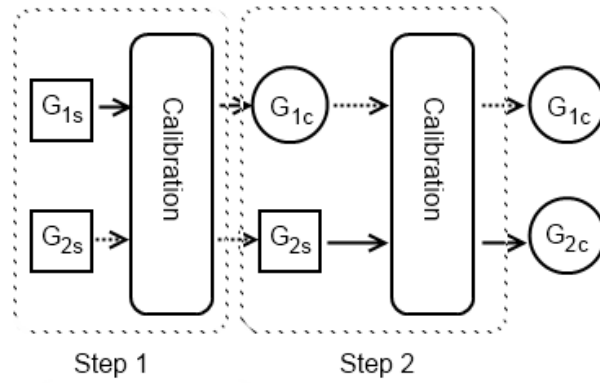 G1s
Calibration
G1c
Calibration
G1c
G2s
G2s
G2c
Step 1
Step 2